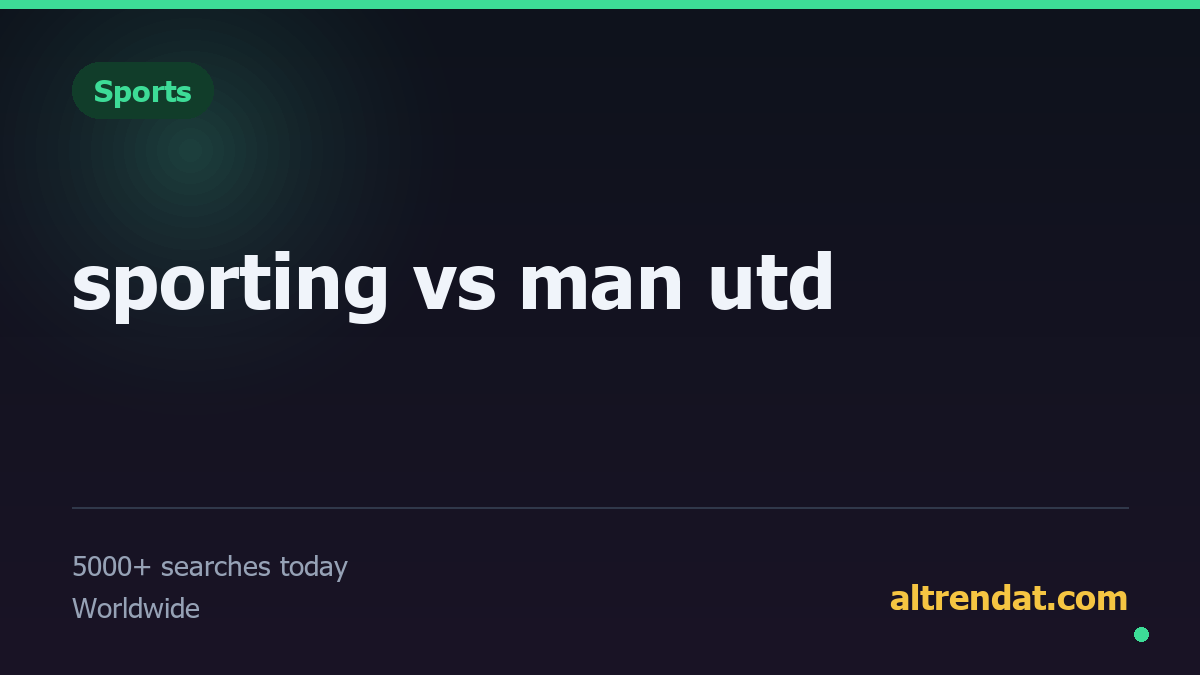 Sports
sporting vs man utd
5000+ searches today
Worldwide
altrendat.com